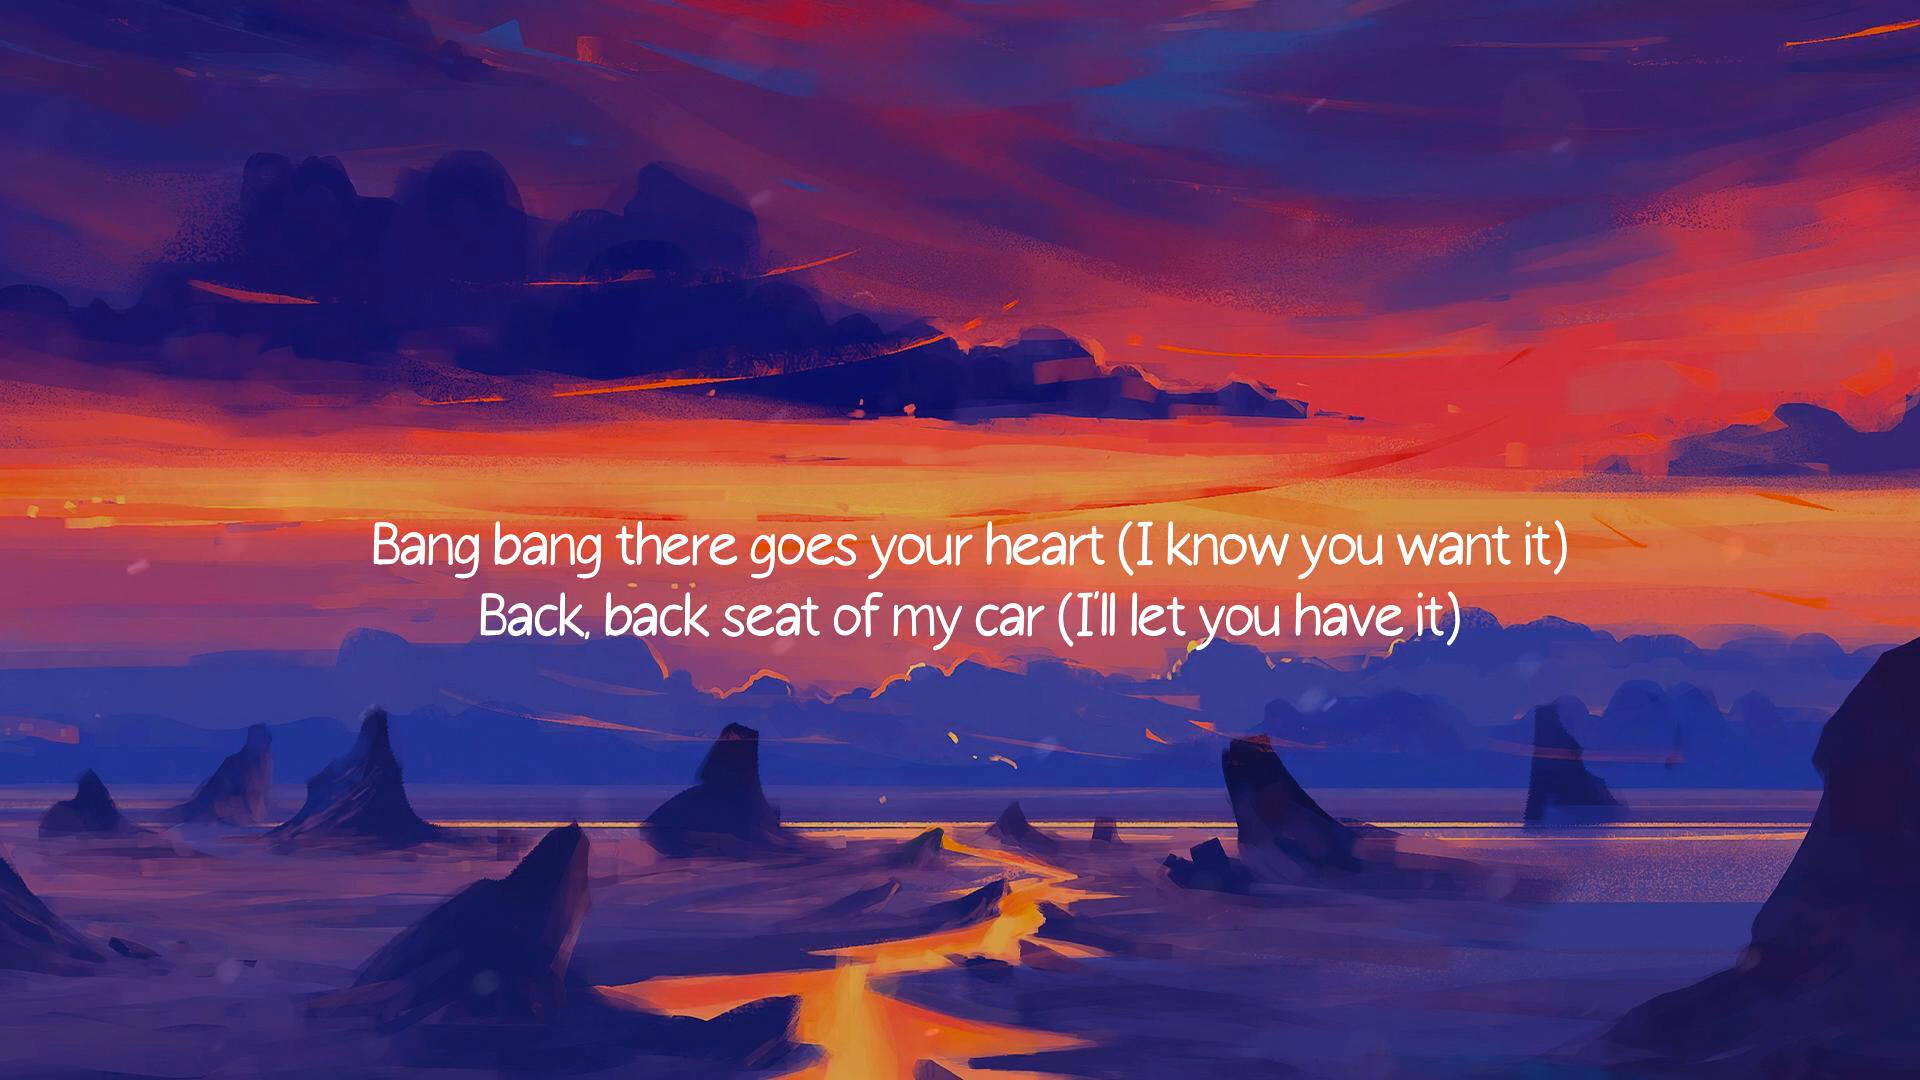 Bang bang there goes your heart (I know you want it)
Back, back seat of my car (I'll let you have it)